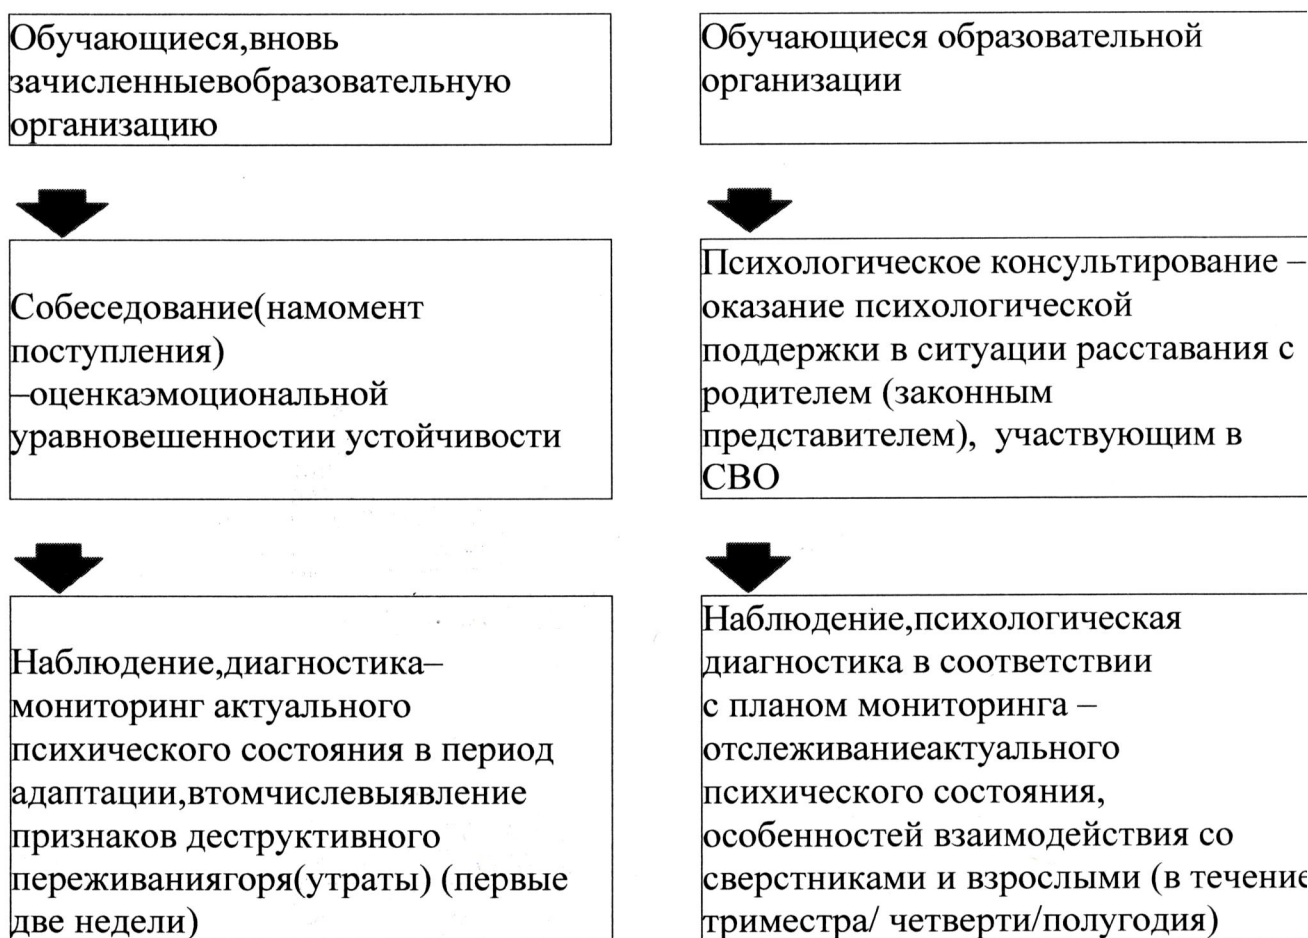 Обучающиеся,вновь
зачисленныевобразовательную
организацию
Собеседование(намомент
поступления)
–оценкаэмоциональной
уравновешенностии устойчивости
Наблюдение,диагностика–
мониторинг актуального
психического состояния в период
адаптации,втомчислевыявление
признаков деструктивного
переживаниягоря(утраты) (первые
две недели)
Обучающиеся образовательной
организации
Психологическое консультирование –
оказание психологической
поддержки в ситуации расставания с
родителем (законным
представителем), участвующим в
СВО
Наблюдение,психологическая
диагностика в соответствии
с планом мониторинга –
отслеживаниеактуального
психического состояния,
особенностей взаимодействия со
сверстниками и взрослыми (в течение
триместра/ четверти/полугодия)